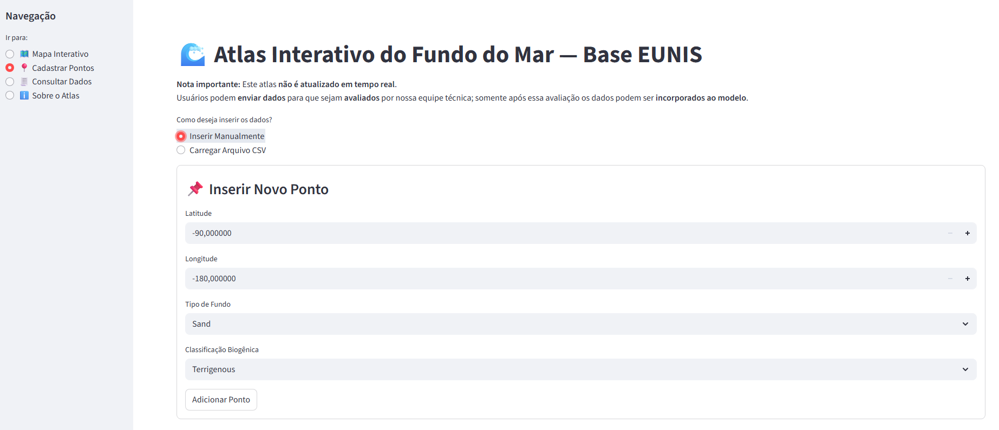 Navegação
Ir para:
Mapa Interativo
Cadastrar Pontos
Consultar Dados
Sobre o Atlas
Atlas Interativo do Fundo do Mar — Base EUNIS
Nota importante: Este atlas não é atualizado em tempo real.
Usuários podem enviar dados para que sejam avaliados por nossa equipe técnica; somente após essa avaliação os dados podem ser incorporados ao modelo.
Como deseja inserir os dados?
Inserir Manualmente
Carregar Arquivo CSV
Inserir Novo Ponto
Latitude
-90,000000
Longitude
-180,000000
Tipo de Fundo
Sand
Classificação Biogênica
Terrigenous
Adicionar Ponto